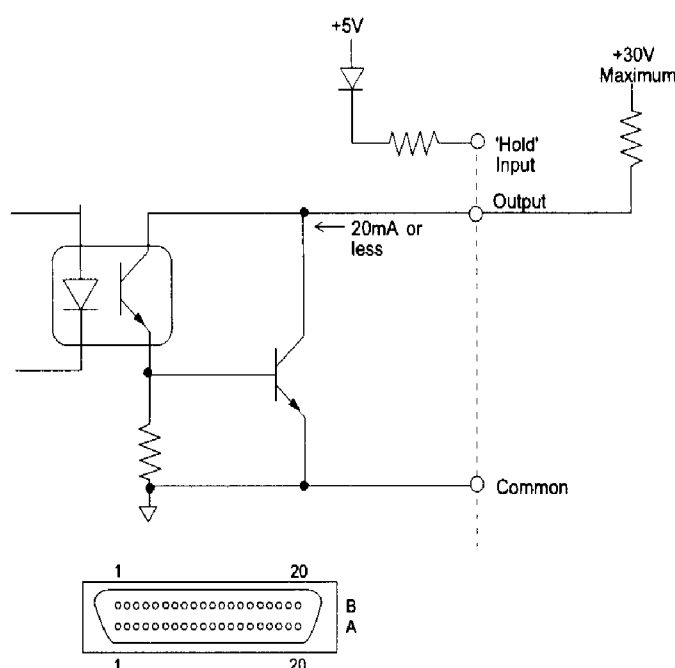 +5V
+30V
Maximum
'Hold'
Input
Output
20mA or
less
Common
1 20
B
A
1 20